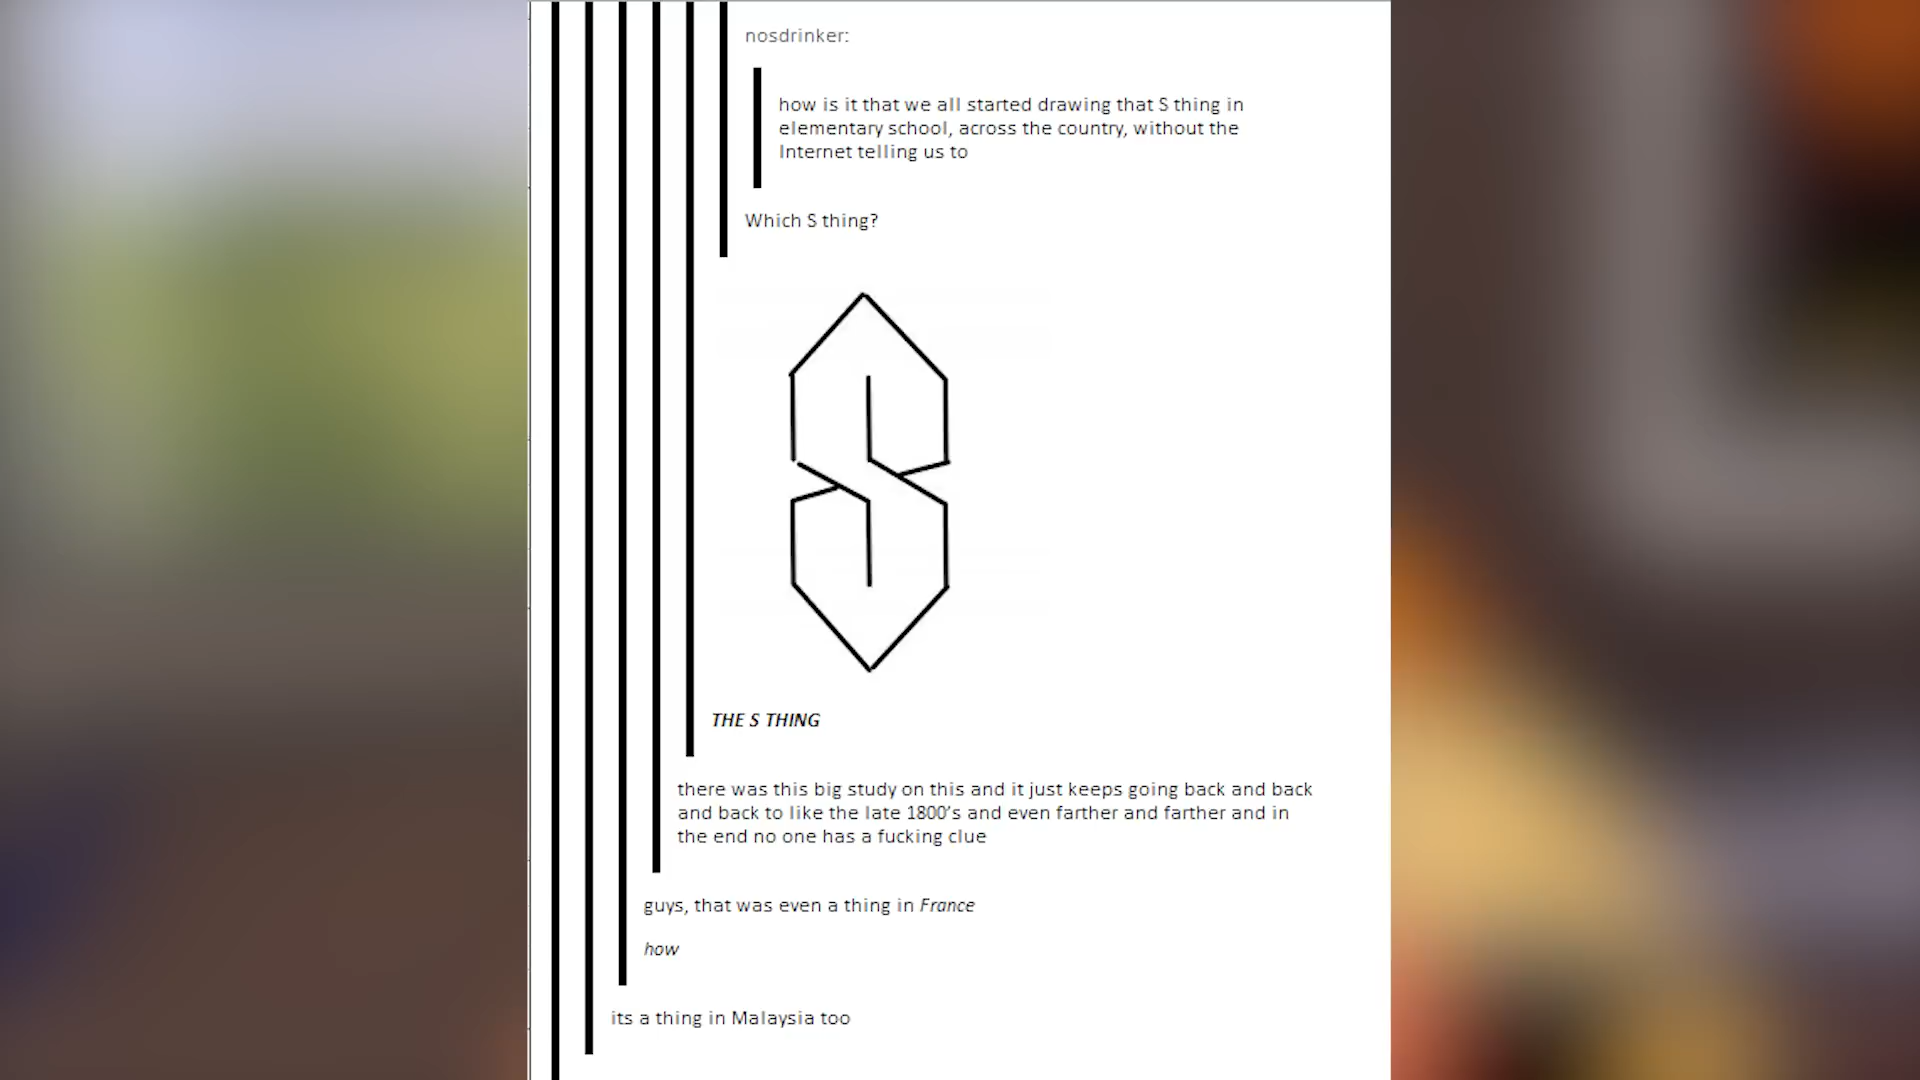 nosdrinker:
how is it that we all started drawing that S thing in
elementary school, across the country, without the
Internet telling us to
Which S thing?
THE S THING
there was this big study on this and it just keeps going back and back
and back to like the late 1800's and even farther and farther and in
the end no one has a fucking clue
guys, that was even a thing in France
how
its a thing in Malaysia too